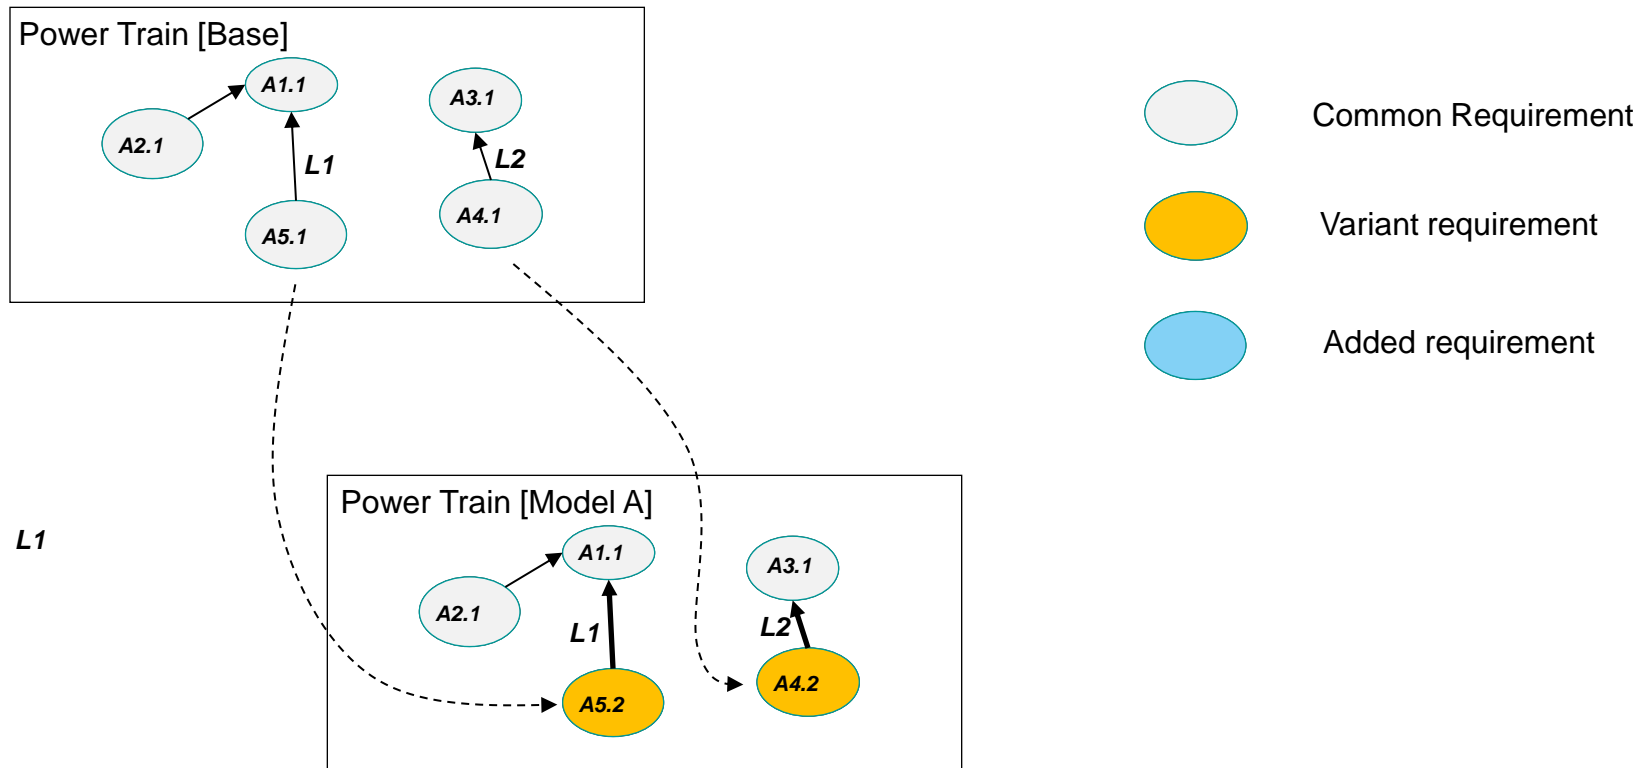 Power Train [Base]
A1.1
A3.1
A2.1
L1
L2
A4.1
A5.1
Common Requirement
Variant requirement
Added requirement
Power Train [Model A]
L1
A1.1
A3.1
A2.1
L1
L2
A4.2
A5.2